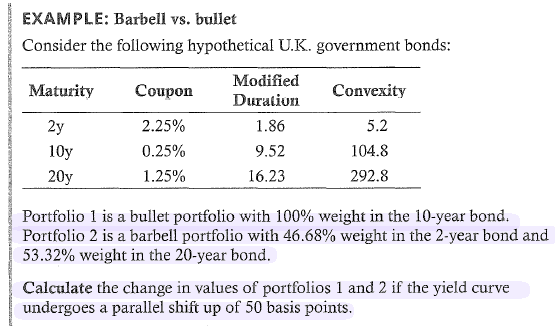 EXAMPLE: Barbell vs. bullet
Consider the following hypothetical U.K. government bonds:
Maturity Coupon Modified Duration Convexity
2y 2.25% 1.86 5.2
10y 0.25% 9.52 104.8
20y 1.25% 16.23 292.8
Portfolio 1 is a bullet portfolio with 100% weight in the 10-year bond.
Portfolio 2 is a barbell portfolio with 46.68% weight in the 2-year bond and
53.32% weight in the 20-year bond.
Calculate the change in values of portfolios 1 and 2 if the yield curve
undergoes a parallel shift up of 50 basis points.